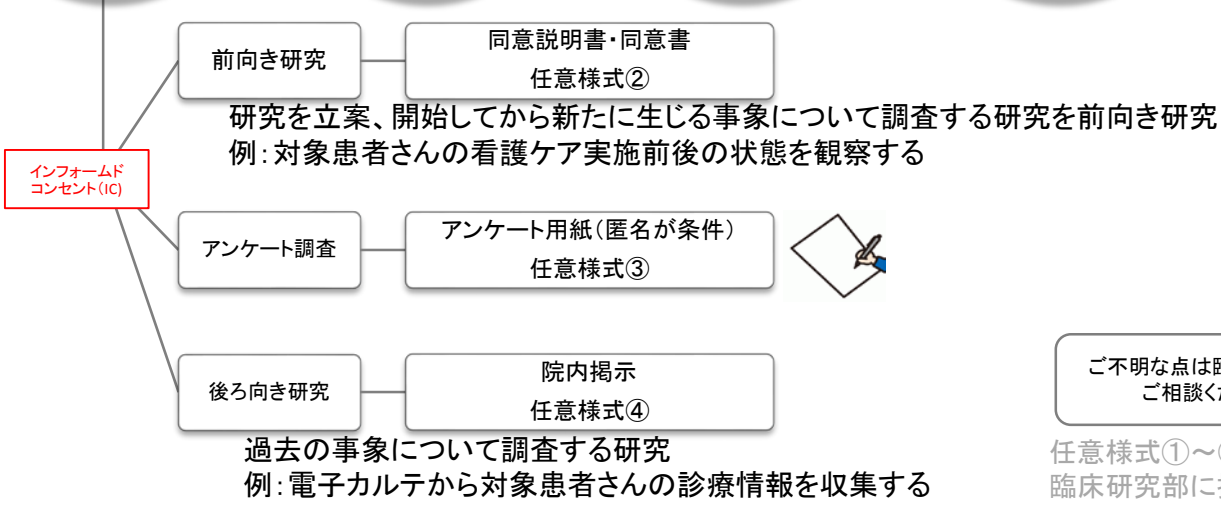 前向き研究
同意説明書・同意書
任意様式②
研究を立案、開始してから新たに生じる事象について調査する研究を前向き研究
例：対象患者さんの看護ケア実施前後の状態を観察する
インフォームド
コンセント（IC)
アンケート調査
アンケート用紙（匿名が条件）
任意様式③
後ろ向き研究
院内掲示
任意様式④
過去の事象について調査する研究
例：電子カルテから対象患者さんの診療情報を収集する
ご不明な点は
ご相談く
任意様式①～
臨床研究部に